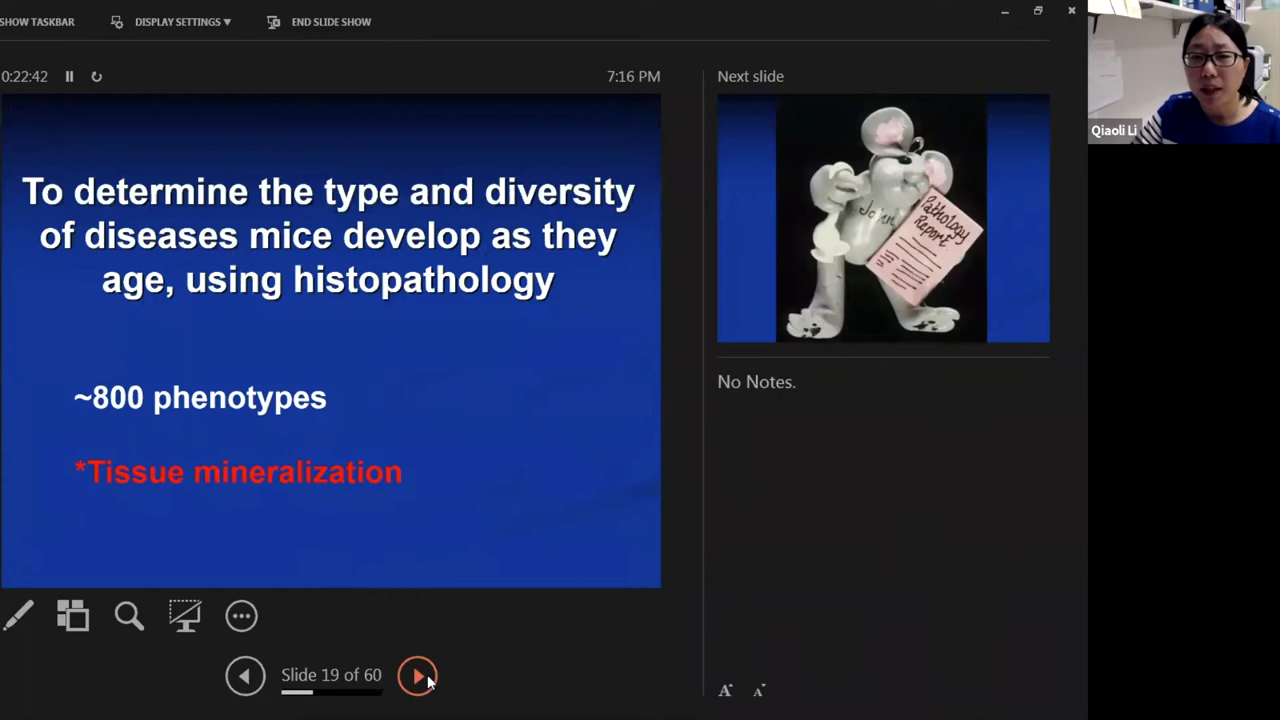 SHOW TASKBAR
DISPLAY SETTINGS ▼
END SLIDE SHOW
0:22:42
7:16 PM
To determine the type and diversity
of diseases mice develop as they
age, using histopathology
~800 phenotypes
*Tissue mineralization
Slide 19 of 60
Next slide
John
Pathology
Report
No Notes.
A A
Qiaoli Li